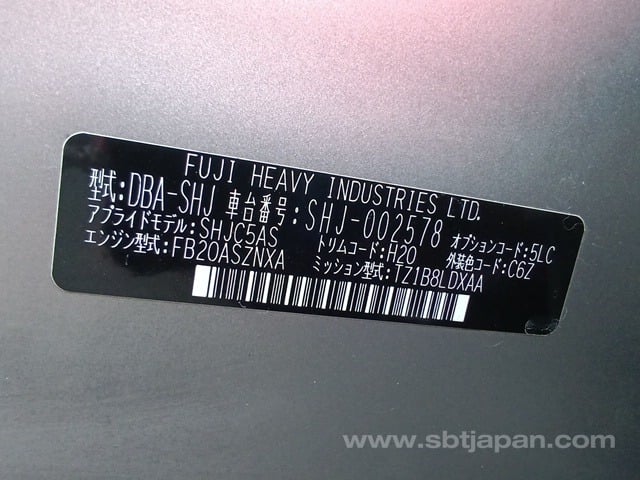 FUJI HEAVY INDUSTRIES LTD.
型式:DBA-SHJ 車台番号:SHJ-002578 オプションコード:5LC
アプライドモデル:SHJC5AS トリムコード:H20 外装色コード:C6Z
エンジン型式:FB20ASZNXA ミッション型式:TZ1B8LDXAA
www.sbtjapan.com